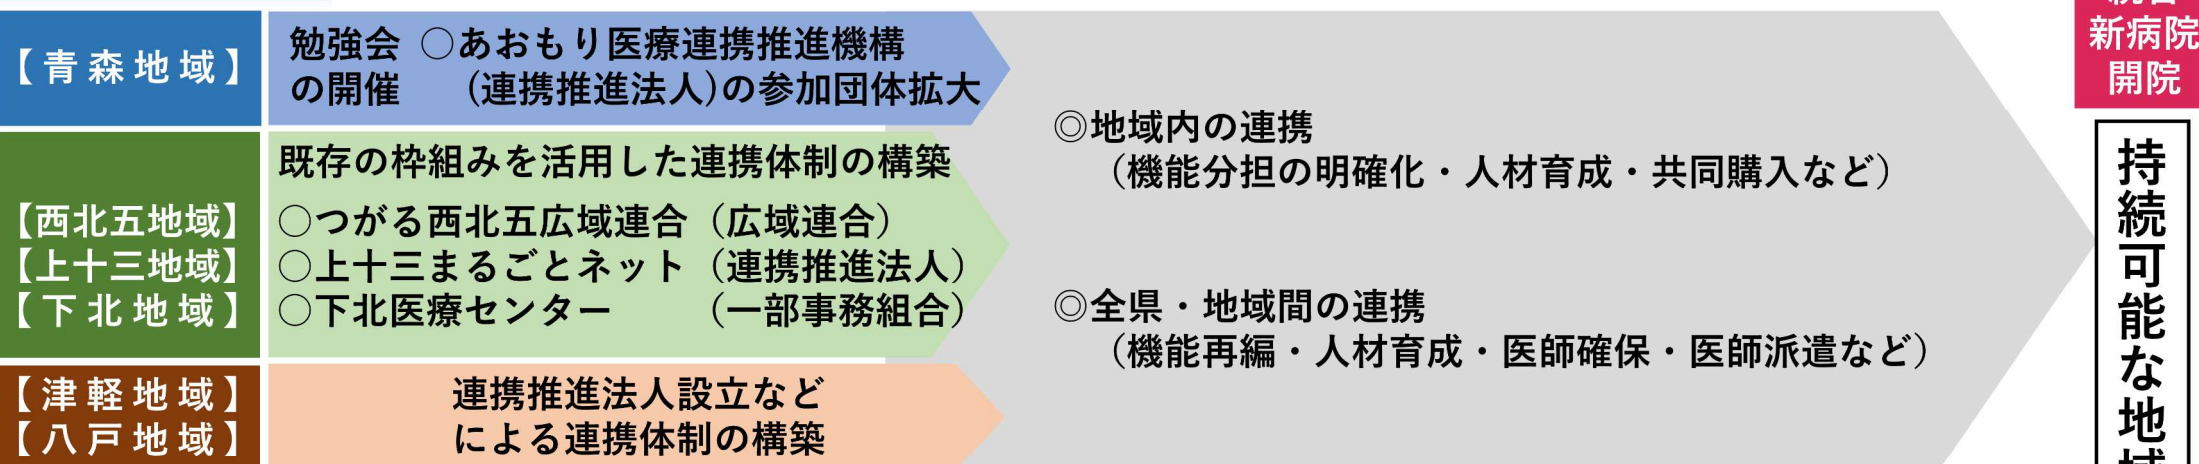 【青森地域】
勉強会 ○あおもり医療連携推進機構
の開催 (連携推進法人)の参加団体拡大
【西北五地域】
【上十三地域】
【下北地域】
既存の枠組みを活用した連携体制の構築
○つがる西北五広域連合（広域連合）
○上十三まるごとネット（連携推進法人）
○下北医療センター （一部事務組合）
【津軽地域】
【八戸地域】
連携推進法人設立など
による連携体制の構築
◎地域内の連携
（機能分担の明確化・人材育成・共同購入など）
◎全県・地域間の連携
（機能再編・人材育成・医師確保・医師派遣など）
新病院
開院
持続可能な地域